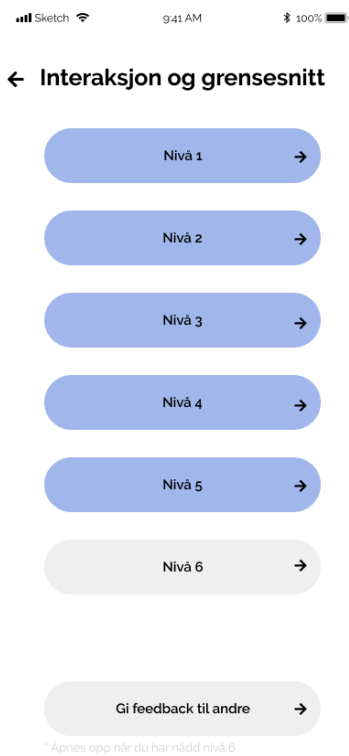 Sketch 9:41 AM 100%
Interaksjon og grensesnitt
Nivå 1
Nivå 2
Nivå 3
Nivå 4
Nivå 5
Nivå 6
Gi feedback til andre
* Åpnes opp når du har nådd nivå 6